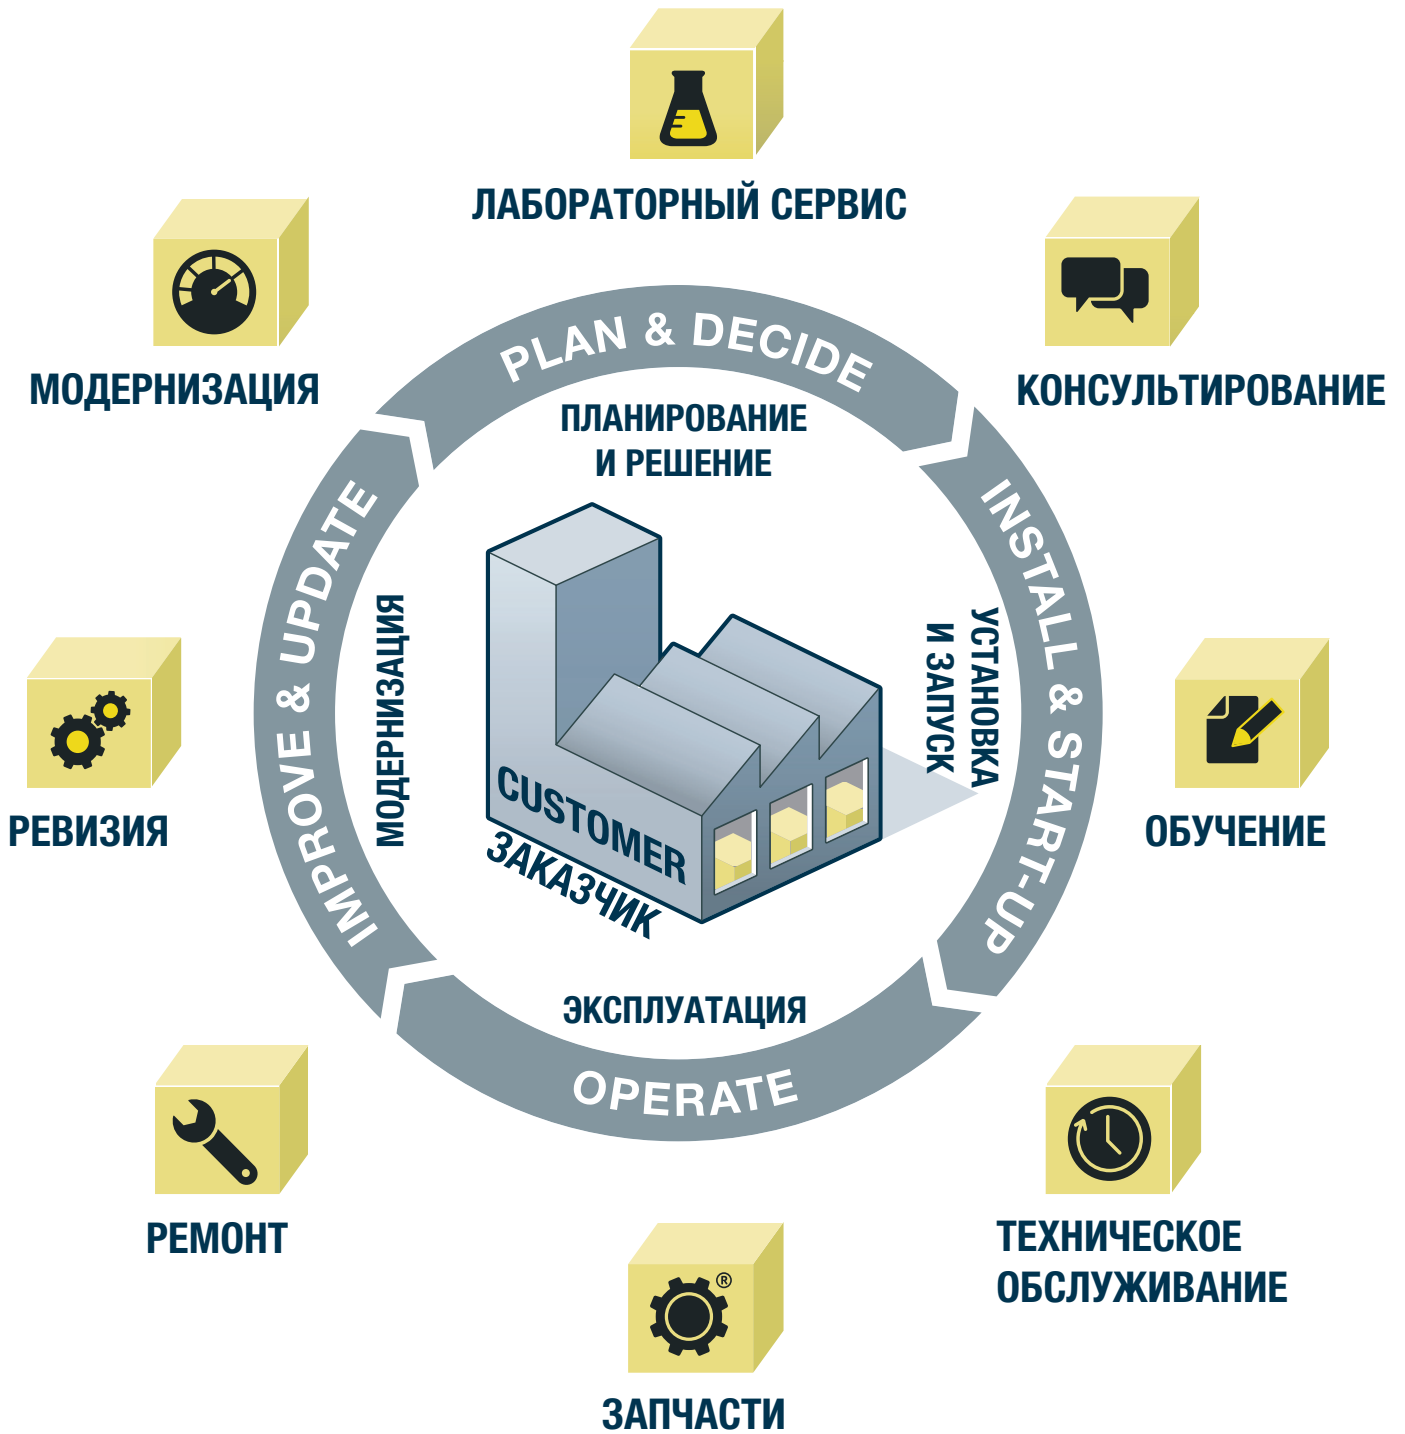 ЛАБОРАТОРНЫЙ СЕРВИС
МОДЕРНИЗАЦИЯ
КОНСУЛЬТИРОВАНИЕ
PLAN & DECIDE
ПЛАНИРОВАНИЕ
И РЕШЕНИЕ
INSTALL & START-UP
УСТАНОВКА
И ЗАПУСК
IMPROVE & UPDATE
МОДЕРНИЗАЦИЯ
CUSTOMER
ЗАКАЗЧИК
РЕВИЗИЯ
ОБУЧЕНИЕ
ЭКСПЛУАТАЦИЯ
OPERATE
РЕМОНТ
ТЕХНИЧЕСКОЕ
ОБСЛУЖИВАНИЕ
®
ЗАПЧАСТИ